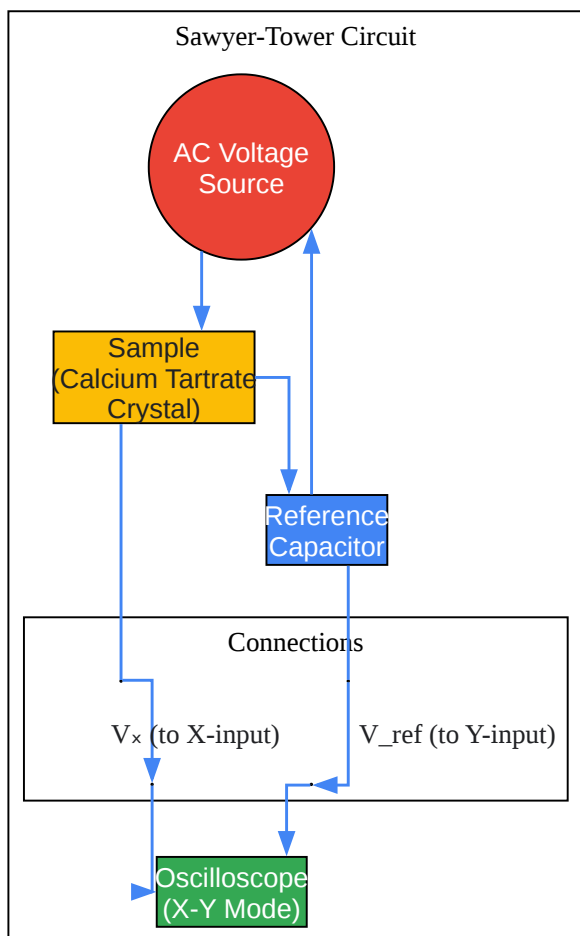 Sawyer-Tower Circuit
AC Voltage
Source
Sample
(Calcium Tartrate
Crystal)
Reference
Capacitor
Connections
Vₓ (to X-input)
V_ref (to Y-input)
Oscilloscope
(X-Y Mode)